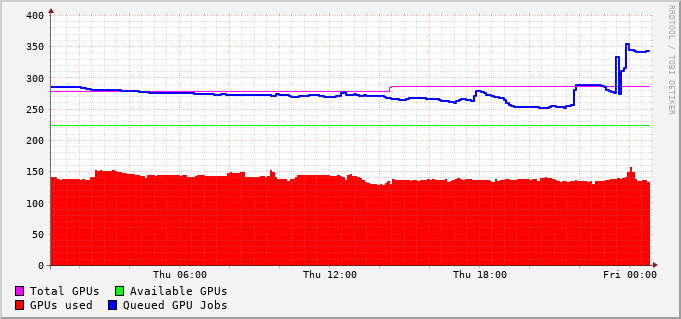 400
350
300
250
200
150
100
50
0
Thu 06:00 Thu 12:00 Thu 18:00 Fri 00:00
Total GPUs Available GPUs
GPUs used Queued GPU Jobs
RRDTOOL / TOBI OETIKER